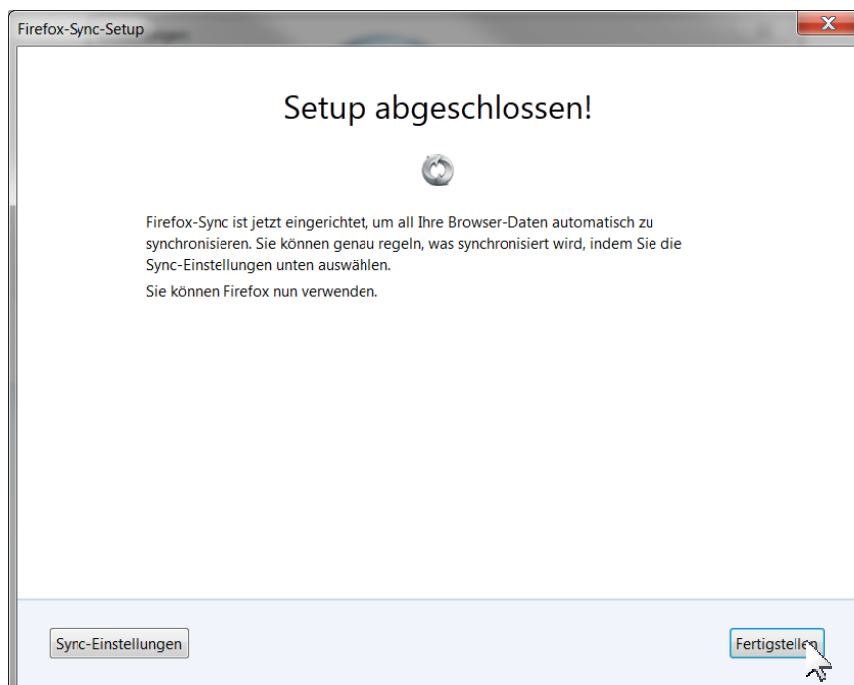 Firefox-Sync-Setup
Setup abgeschlossen!
Firefox-Sync ist jetzt eingerichtet, um all Ihre Browser-Daten automatisch zu
synchronisieren. Sie können genau regeln, was synchronisiert wird, indem Sie die
Sync-Einstellungen unten auswählen.
Sie können Firefox nun verwenden.
Sync-Einstellungen
Fertigstellen